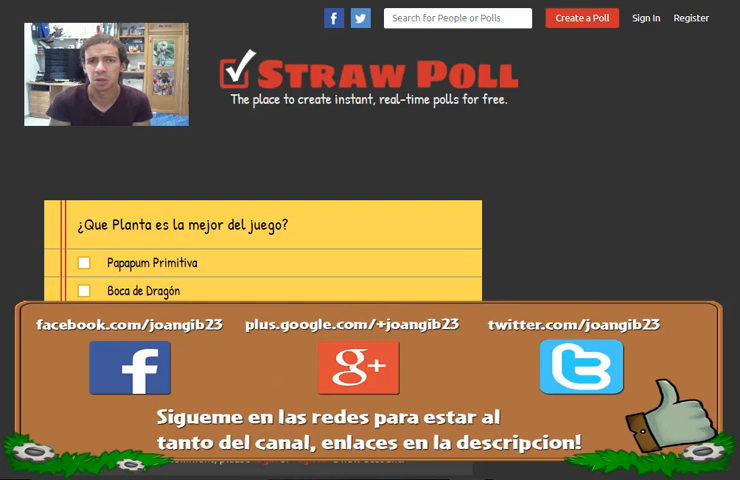 Search for People or Polls
Create a Poll
Sign In
Register
STRAW POLL
The place to create instant, real-time polls for free.
¿Que Planta es la mejor del juego?
Papapum Primitiva
Boca de Dragón
facebook.com/joangib23
plus.google.com/+joangib23
twitter.com/joangib23
f
g+
Sigueme en las redes para estar al
tanto del canal, enlaces en la descripcion!